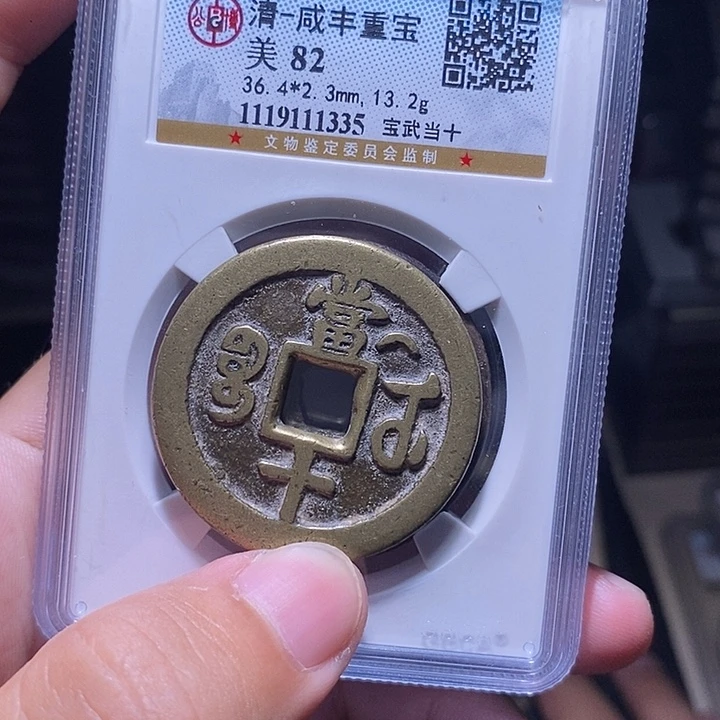 清-咸丰重宝
美 82
36.4*2.3mm, 13.2g
1119111335 宝武当十
文物鉴定委员会监制
當
十